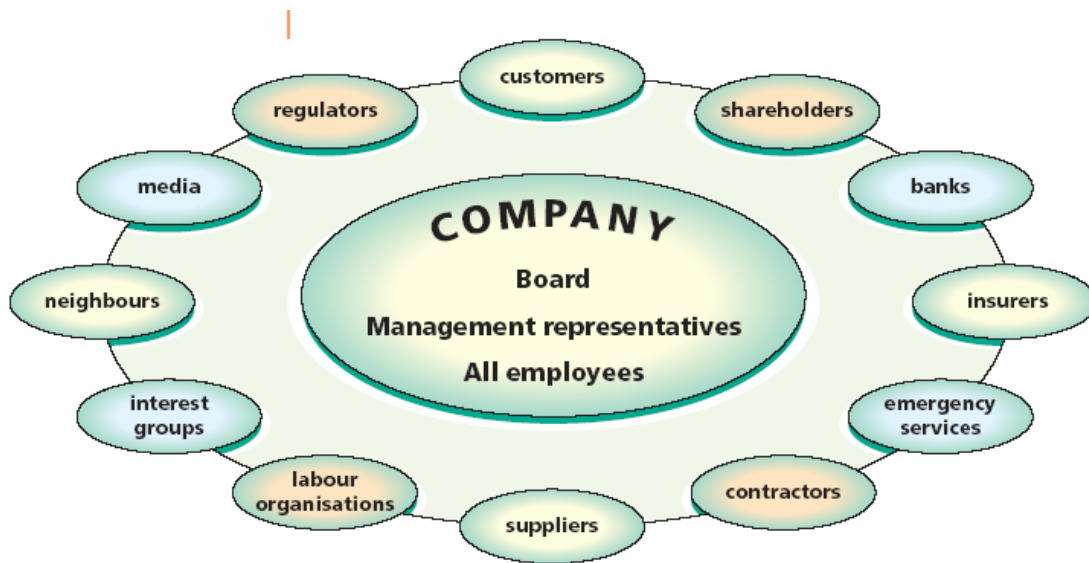 customers
regulators
shareholders
media
banks
COMPANY
Board
Management representatives
All employees
neighbours
insurers
interest
groups
emergency
services
labour
organisations
contractors
suppliers